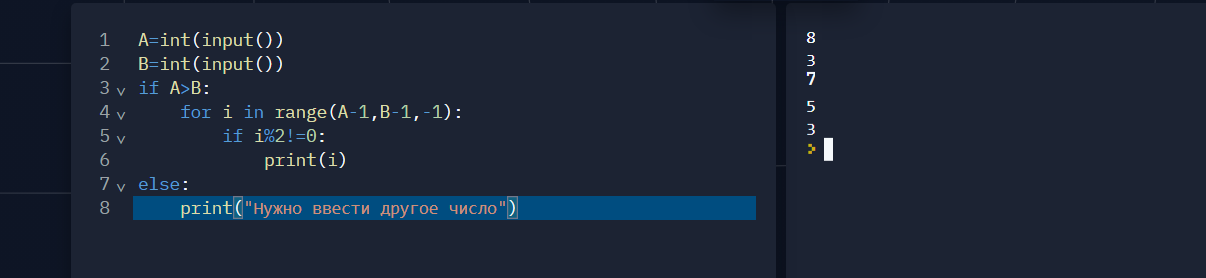 1 A=int(input())
2 B=int(input())
3 if A>B:
4 for i in range(A-1,B-1,-1):
5 if i%2!=0:
6 print(i)
7 else:
8 print("Нужно ввести другое число")
8
3
7
5
3
>